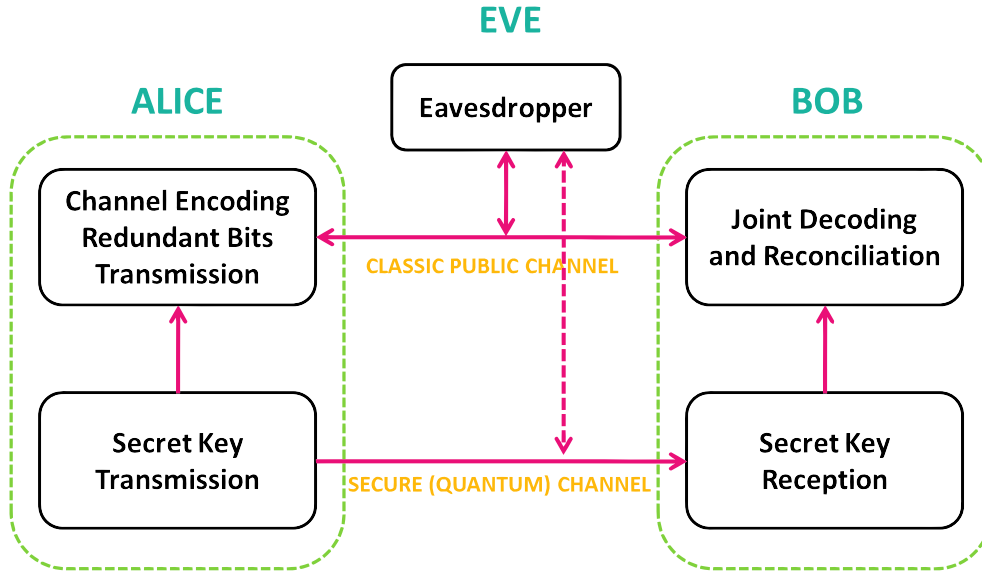 EVE
ALICE
BOB
Eavesdropper
Channel Encoding
Redundant Bits
Transmission
Joint Decoding
and Reconciliation
CLASSIC PUBLIC CHANNEL
Secret Key
Transmission
Secret Key
Reception
SECURE (QUANTUM) CHANNEL